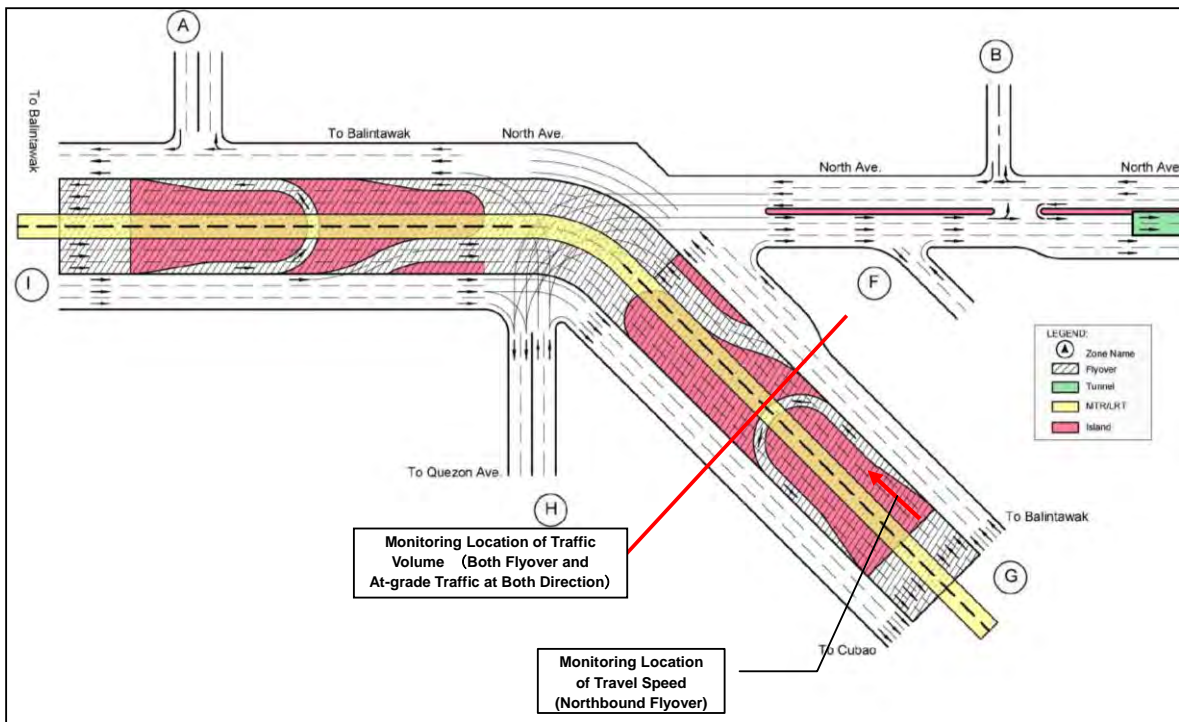 A
B
To Balintawak
To Balintawak
North Ave.
North Ave.
North Ave.
I
F
LEGEND:
A Zone Name
Flyover
Tunnel
MTR/LRT
Island
To Quezon Ave.
H
To Balintawak
G
Monitoring Location of Traffic
Volume (Both Flyover and
At-grade Traffic at Both Direction)
To Cubao
Monitoring Location
of Travel Speed
(Northbound Flyover)